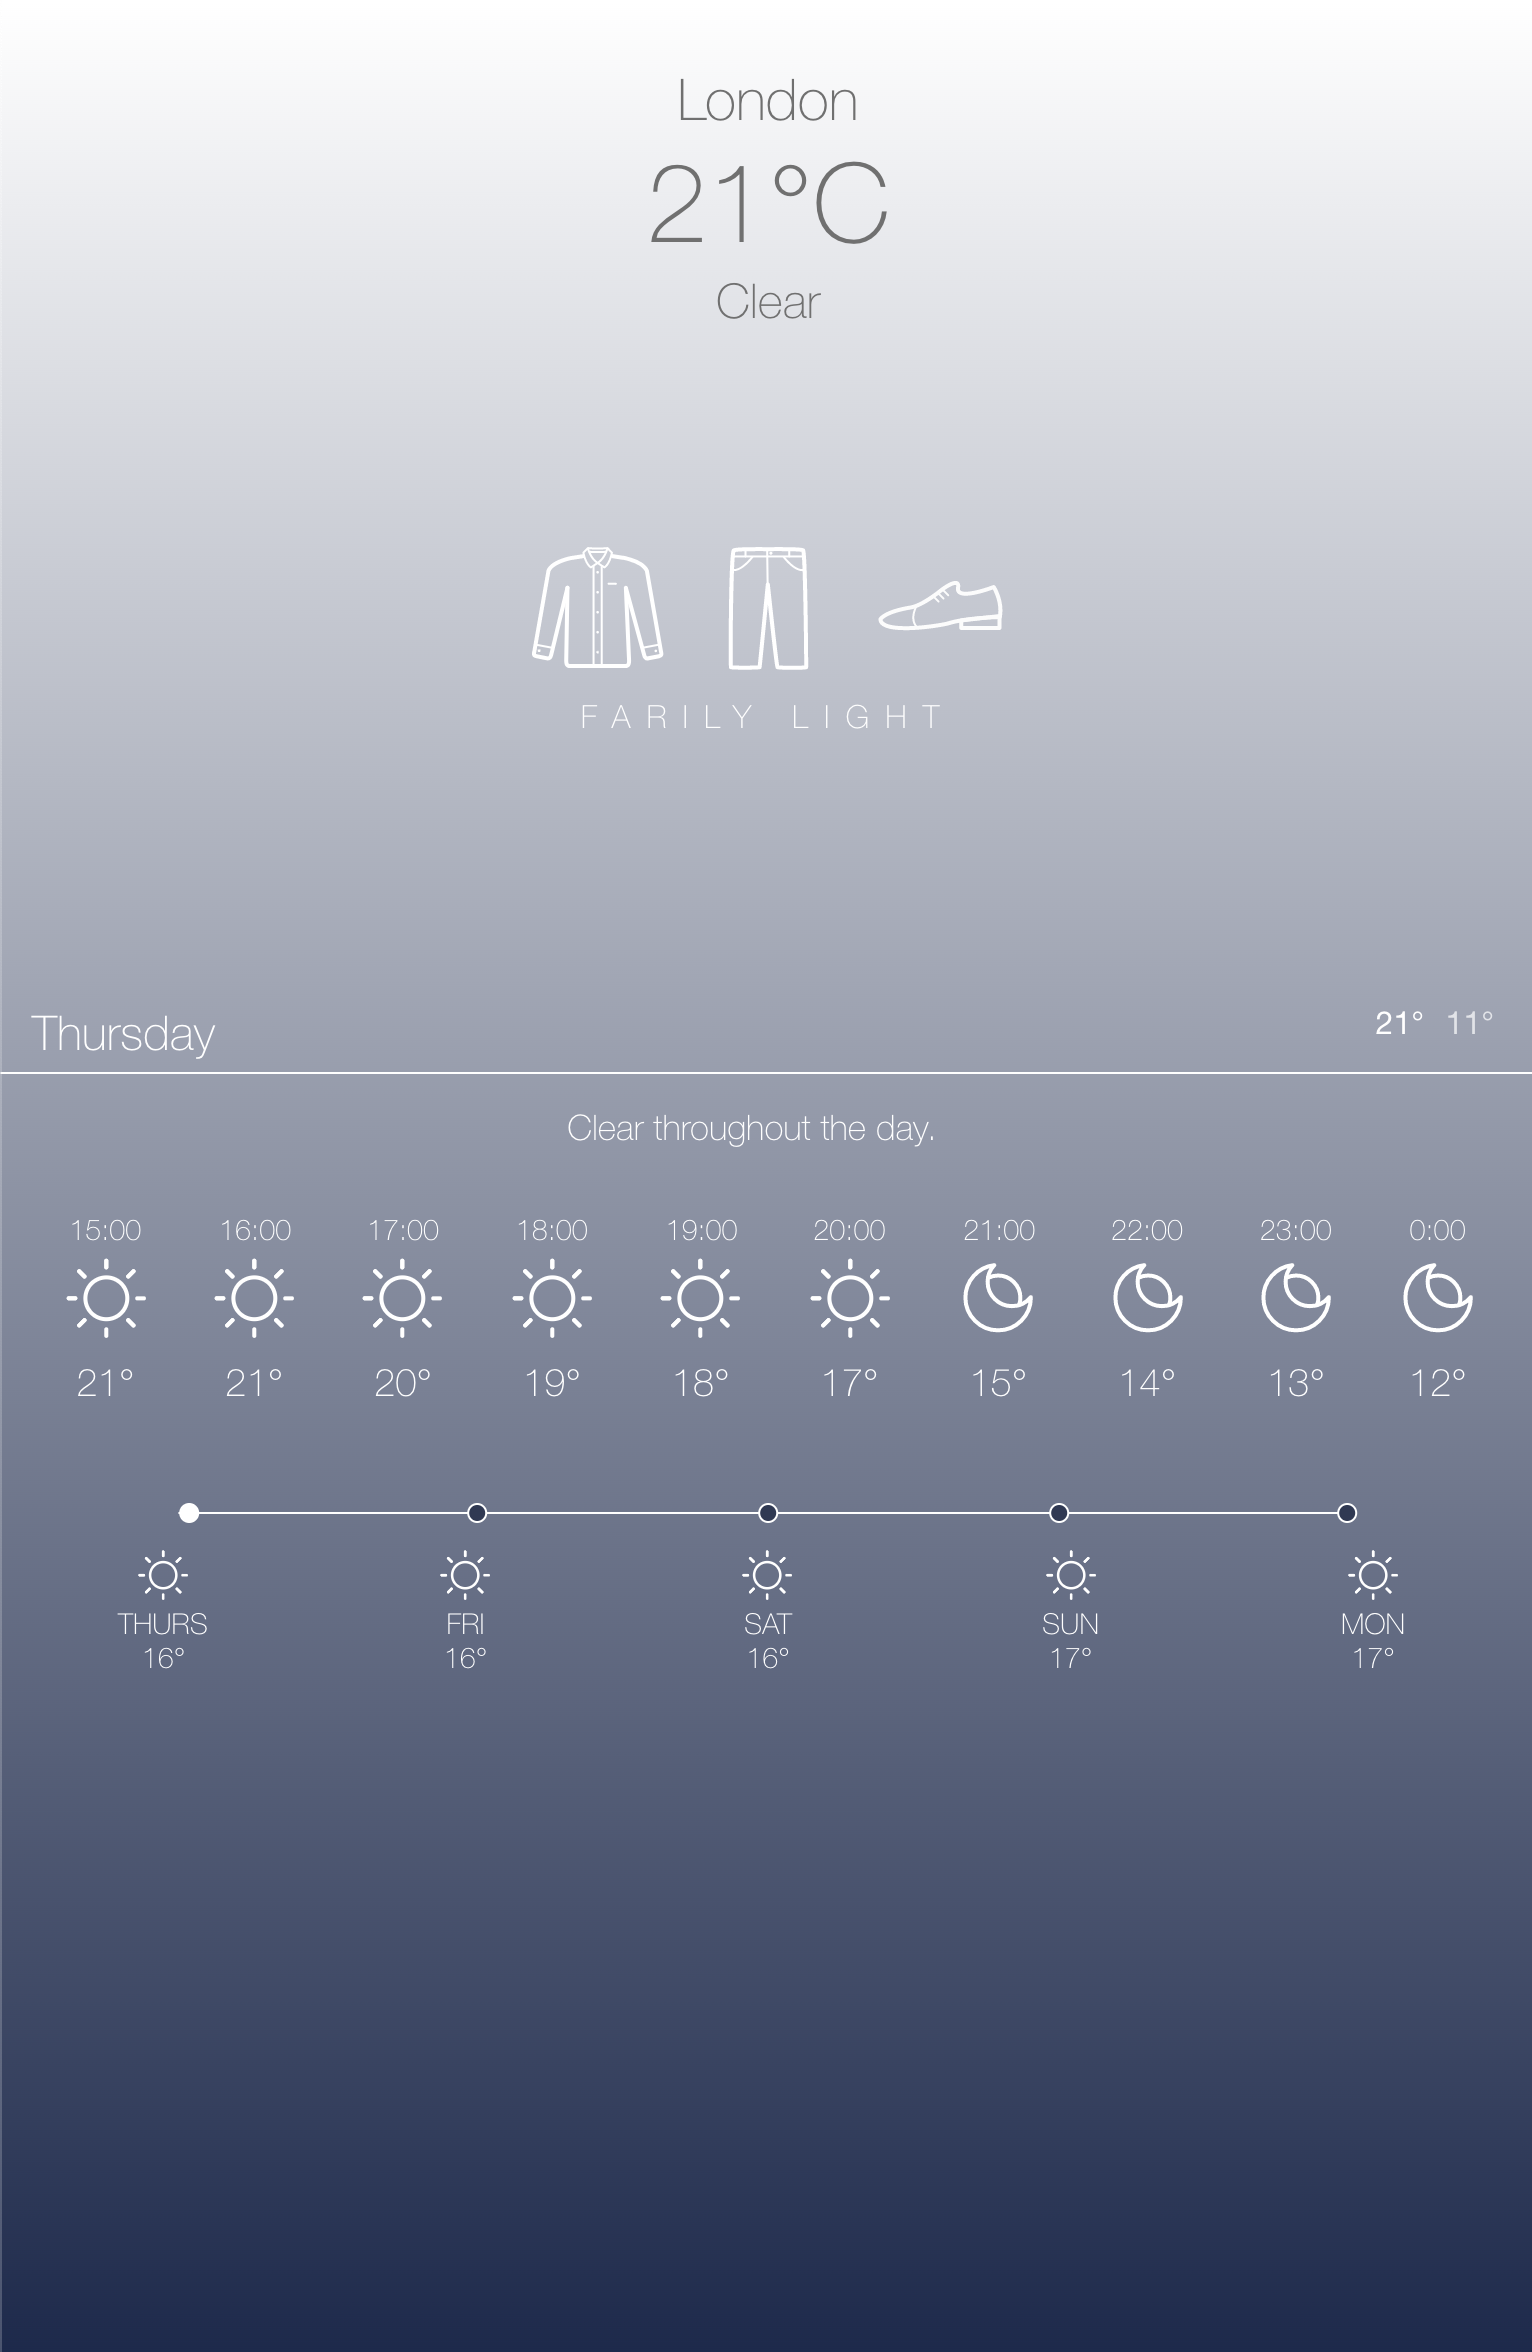 London
21°C
Clear
FARILY LIGHT
Thursday 21° 11°
Clear throughout the day.
15:00 16:00 17:00 18:00 19:00 20:00 21:00 22:00 23:00 0:00
21° 21° 20° 19° 18° 17° 15° 14° 13° 12°
THURS FRI SAT SUN MON
16° 16° 16° 17° 17°